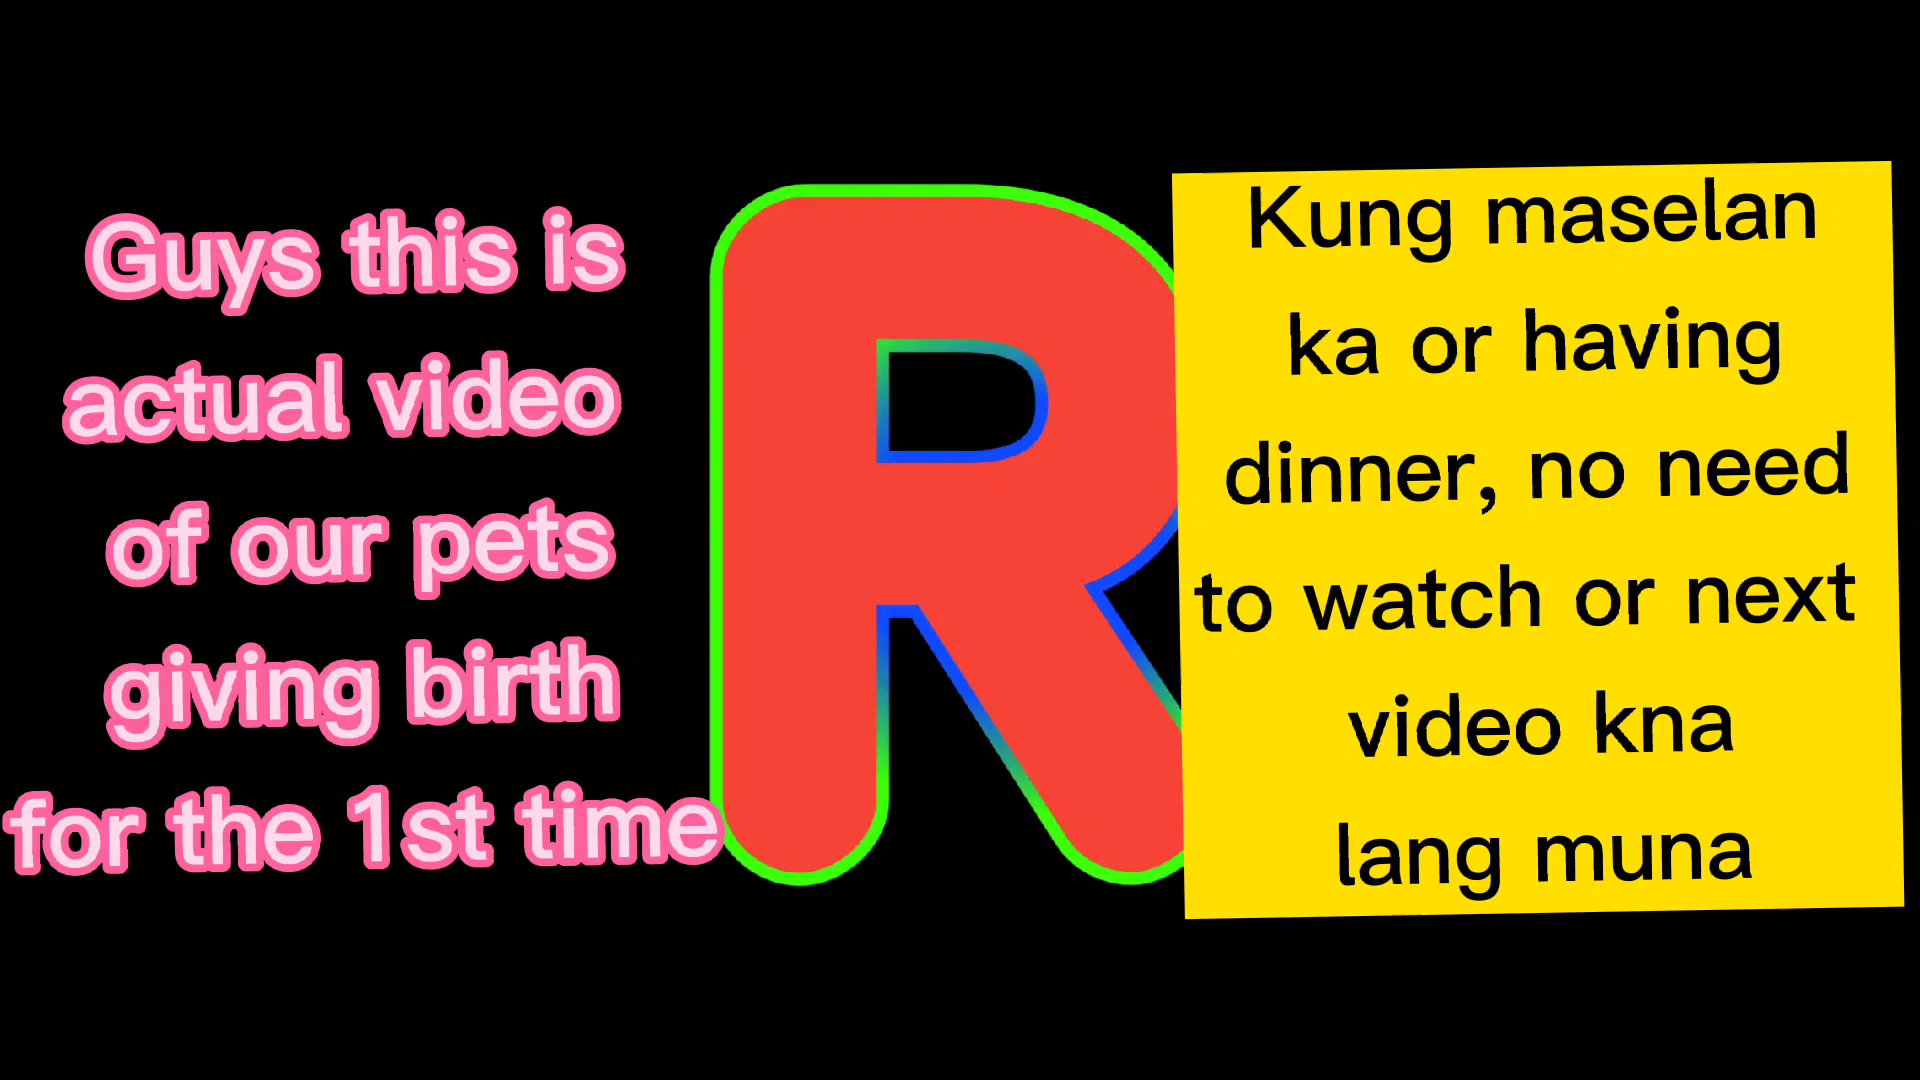 Guys this is
actual video
of our pets
giving birth
for the 1st time
R
Kung maselan
ka or having
dinner, no need
to watch or next
video kna
lang muna